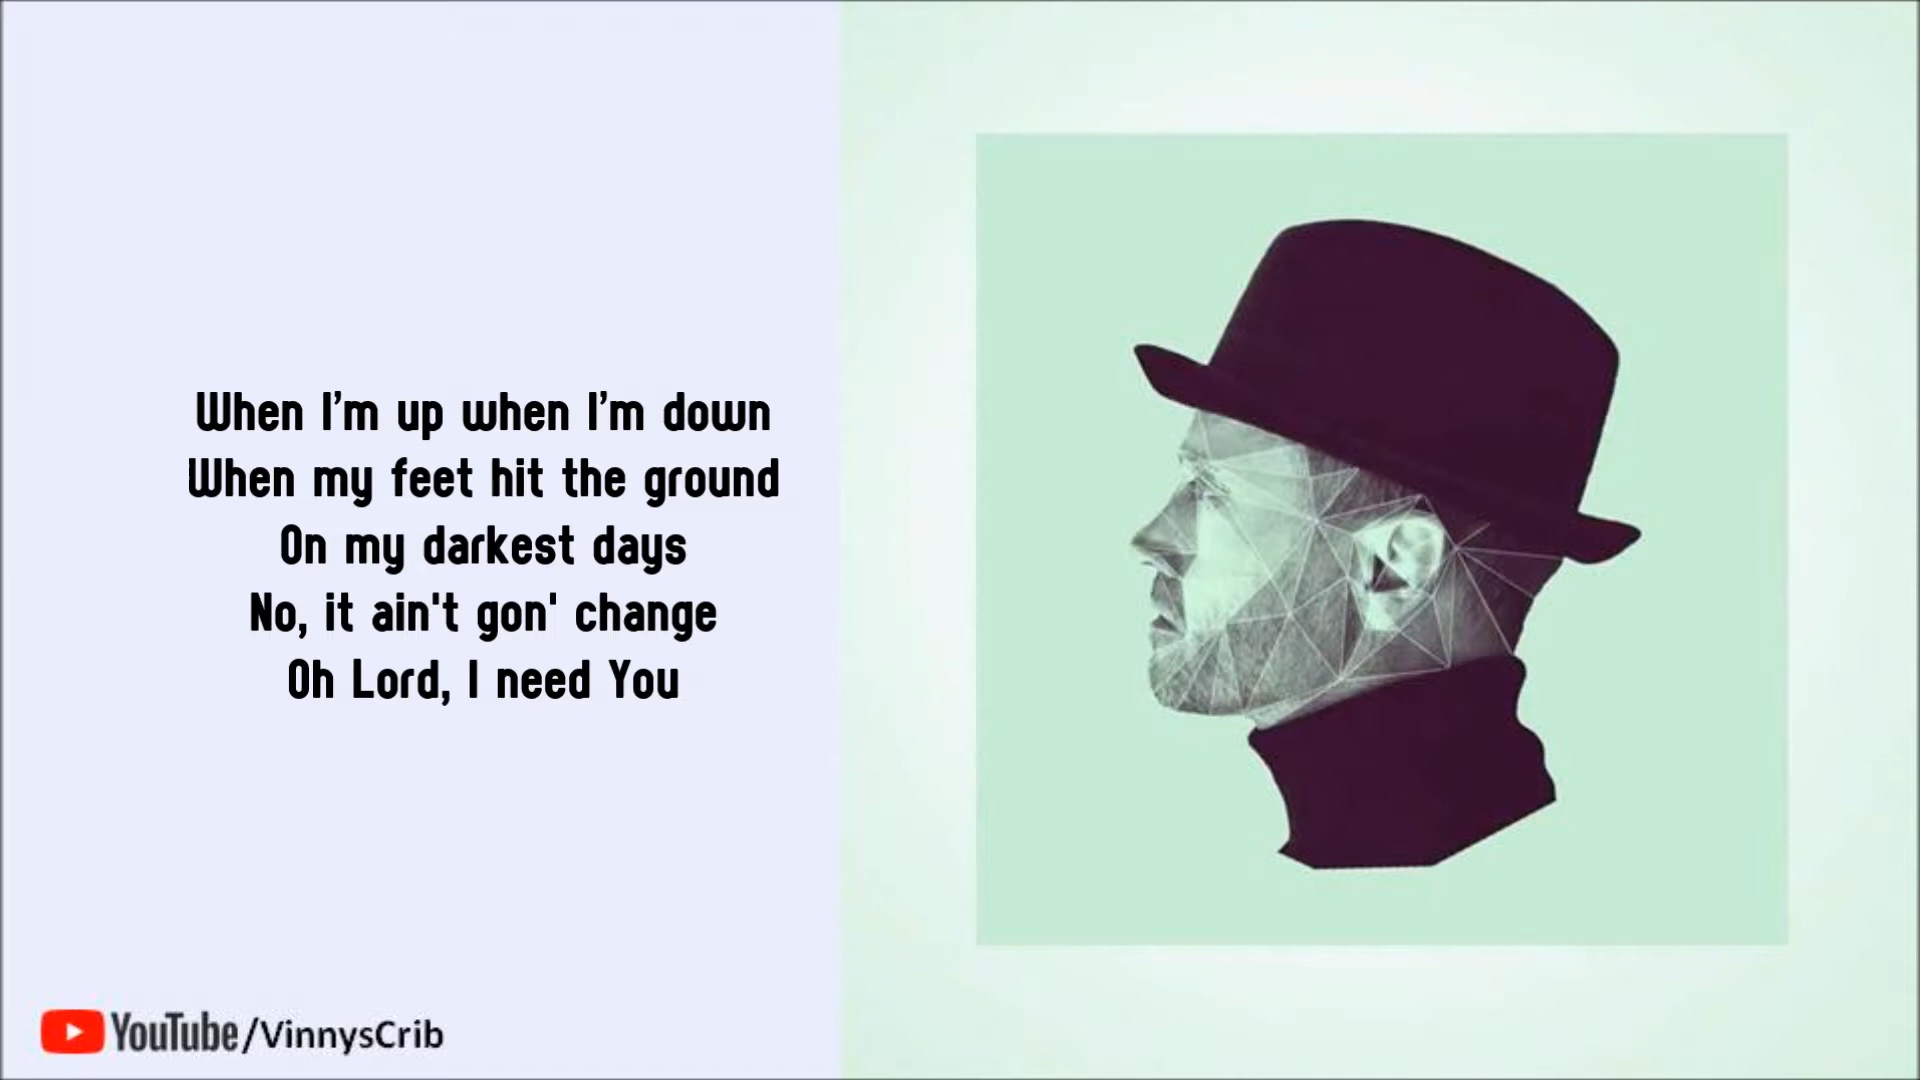 When I’m up when I’m down
When my feet hit the ground
On my darkest days
No, it ain't gon' change
Oh Lord, I need You
YouTube/VinnysCrib